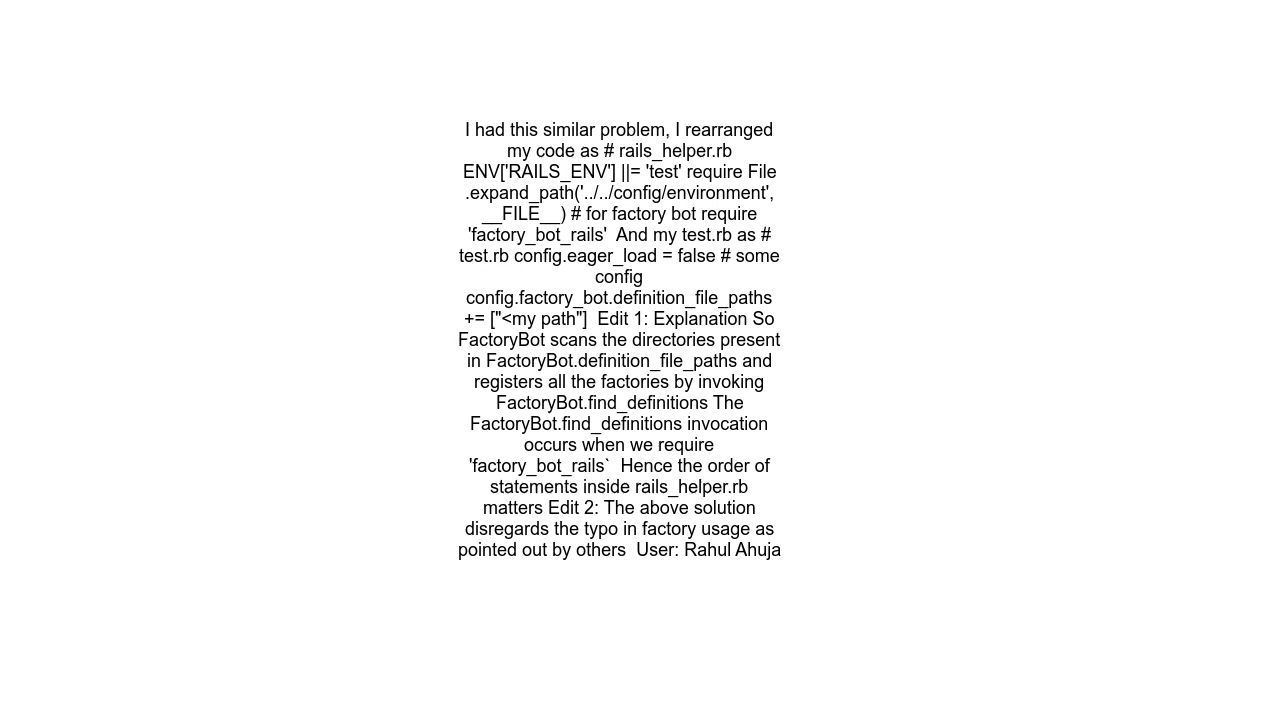 I had this similar problem, I rearranged
my code as # rails_helper.rb
ENV['RAILS_ENV'] ||= 'test' require File
.expand_path('../../config/environment',
__FILE__) # for factory bot require
'factory_bot_rails'  And my test.rb as #
test.rb config.eager_load = false # some
config
config.factory_bot.definition_file_paths
+= ["<my path"]  Edit 1: Explanation So
FactoryBot scans the directories present
in FactoryBot.definition_file_paths and
registers all the factories by invoking
FactoryBot.find_definitions The
FactoryBot.find_definitions invocation
occurs when we require
'factory_bot_rails`  Hence the order of
statements inside rails_helper.rb
matters Edit 2: The above solution
disregards the typo in factory usage as
pointed out by others  User: Rahul Ahuja